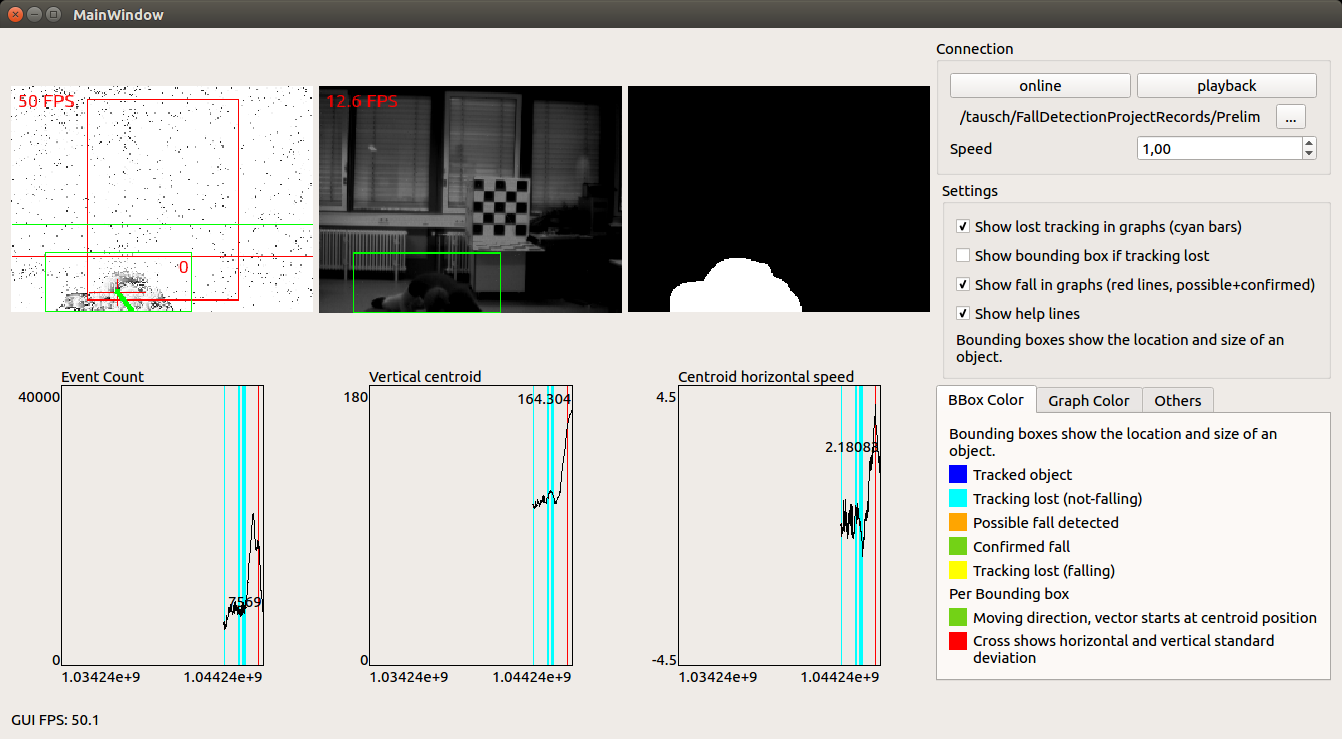 MainWindow
50 FPS
0
12.6 FPS
Connection
online
playback
/tausch/FallDetectionProjectRecords/Prelim
...
Speed
1,00
Settings
Show lost tracking in graphs (cyan bars)
Show bounding box if tracking lost
Show fall in graphs (red lines, possible+confirmed)
Show help lines
Bounding boxes show the location and size of an
object.
Event Count
40000
7569
0
1.03424e+9
1.04424e+9
Vertical centroid
180
164.304
0
1.03424e+9
1.04424e+9
Centroid horizontal speed
4.5
2.18083
-4.5
1.03424e+9
1.04424e+9
BBox Color
Graph Color
Others
Bounding boxes show the location and size of an
object.
Tracked object
Tracking lost (not-falling)
Possible fall detected
Confirmed fall
Tracking lost (falling)
Per Bounding box
Moving direction, vector starts at centroid position
Cross shows horizontal and vertical standard
deviation
GUI FPS: 50.1